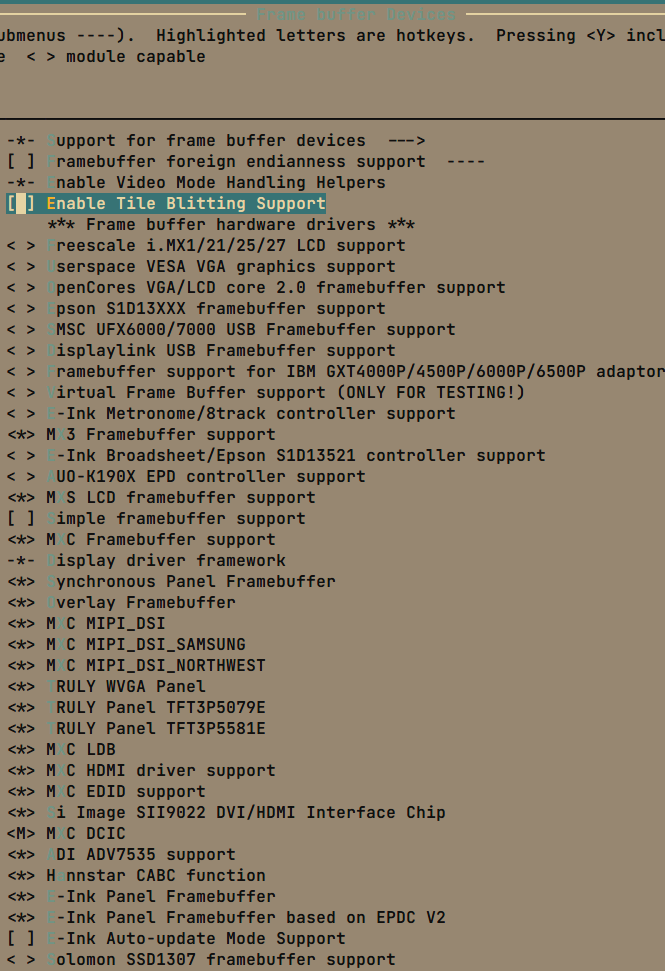 Frame buffer Devices
ubmenus ----).  Highlighted letters are hotkeys.  Pressing <Y> incl
e  < > module capable
-*- Support for frame buffer devices  --->
[ ] Framebuffer foreign endianness support  ----
-*- Enable Video Mode Handling Helpers
[ ] Enable Tile Blitting Support
*** Frame buffer hardware drivers ***
< > Freescale i.MX1/21/25/27 LCD support
< > Userspace VESA VGA graphics support
< > OpenCores VGA/LCD core 2.0 framebuffer support
< > Epson S1D13XXX framebuffer support
< > SMSC UFX6000/7000 USB Framebuffer support
< > Displaylink USB Framebuffer support
< > Framebuffer support for IBM GXT4000P/4500P/6000P/6500P adaptor
< > Virtual Frame Buffer support (ONLY FOR TESTING!)
< > E-Ink Metronome/8track controller support
<*> MX3 Framebuffer support
< > E-Ink Broadsheet/Epson S1D13521 controller support
< > AUO-K190X EPD controller support
<*> MXS LCD framebuffer support
[ ] Simple framebuffer support
<*> MXC Framebuffer support
-*- Display driver framework
<*> Synchronous Panel Framebuffer
<*> Overlay Framebuffer
<*> MXC MIPI_DSI
<*> MXC MIPI_DSI_SAMSUNG
<*> MXC MIPI_DSI_NORTHWEST
<*> TRULY WVGA Panel
<*> TRULY Panel TFT3P5079E
<*> TRULY Panel TFT3P5581E
<*> MXC LDB
<*> MXC HDMI driver support
<*> MXC EDID support
<*> Si Image SII9022 DVI/HDMI Interface Chip
<M> MXC DCIC
<*> ADI ADV7535 support
<*> Hannstar CABC function
<*> E-Ink Panel Framebuffer
<*> E-Ink Panel Framebuffer based on EPDC V2
[ ] E-Ink Auto-update Mode Support
< > Solomon SSD1307 framebuffer support